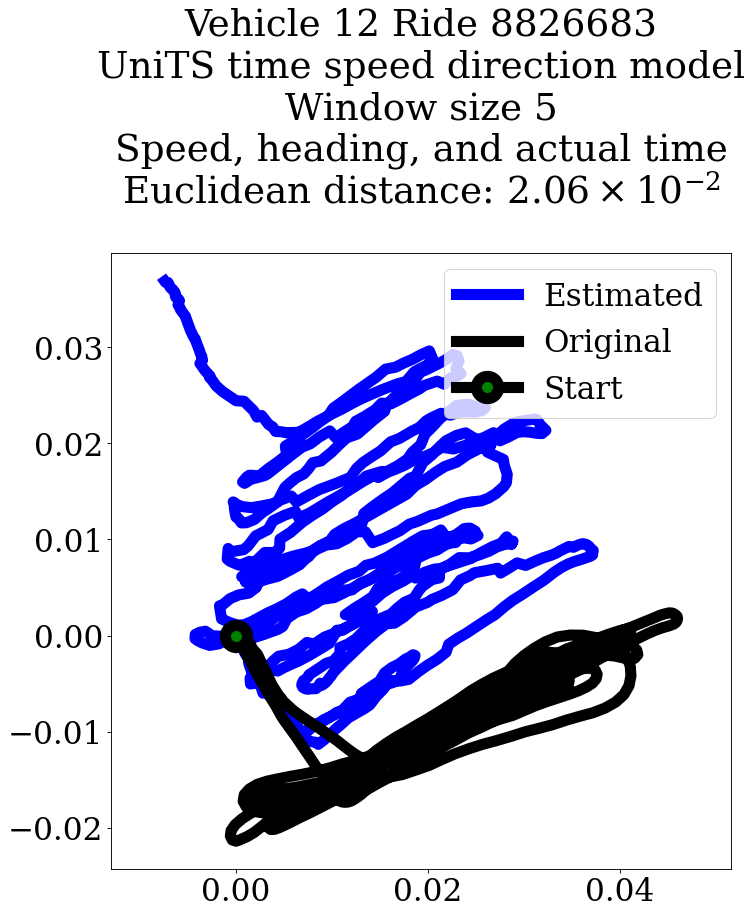 Vehicle 12 Ride 8826683
UniTS time speed direction model
Window size 5
Speed, heading, and actual time
Euclidean distance: 2.06 × 10⁻²
Estimated
Original
Start
0.03
0.02
0.01
0.00
−0.01
−0.02
0.00 0.02 0.04